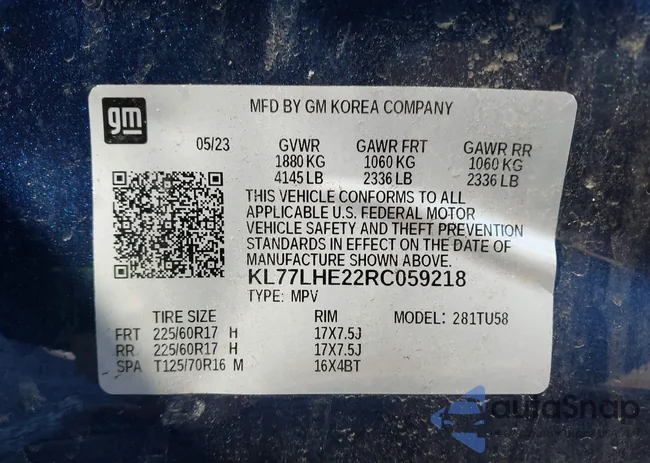 gm
MFD BY GM KOREA COMPANY
05/23 GVWR GAWR FRT GAWR RR
1880 KG 1060 KG 1060 KG
4145 LB 2336 LB 2336 LB
THIS VEHICLE CONFORMS TO ALL
APPLICABLE U.S. FEDERAL MOTOR
VEHICLE SAFETY AND THEFT PREVENTION
STANDARDS IN EFFECT ON THE DATE OF
MANUFACTURE SHOWN ABOVE.
KL77LHE22RC059218
TYPE: MPV
TIRE SIZE RIM MODEL: 281TU58
FRT 225/60R17 H 17X7.5J
RR 225/60R17 H 17X7.5J
SPA T125/70R16 M 16X4BT
autoSnap